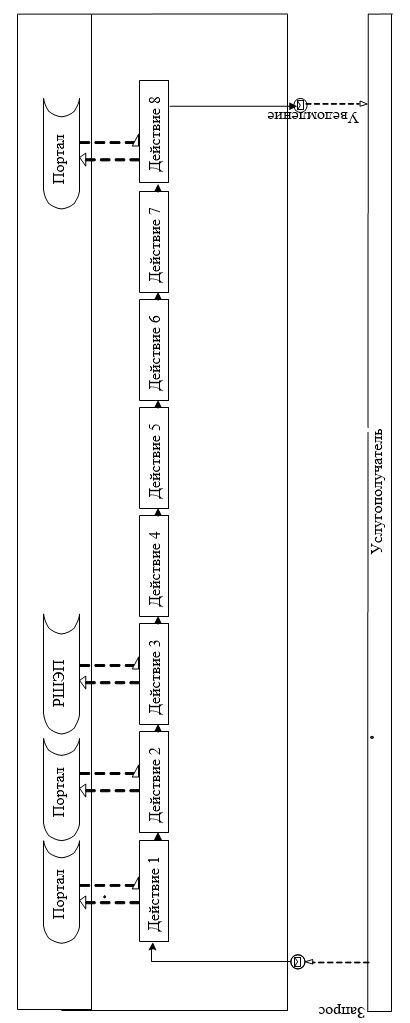 Портал
Портал
РШЭП
Портал
Действие 1
Действие 2
Действие 3
Действие 4
Действие 5
Действие 6
Действие 7
Действие 8
Запрос
Уведомление
Услугополучатель